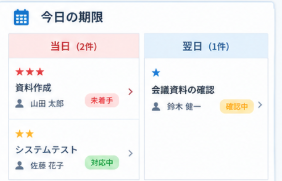 今日の期限
当日（2件）
★★★
資料作成
山田 太郎
未着手
★★
システムテスト
佐藤 花子
対応中
翌日（1件）
★
会議資料の確認
鈴木 健一
確認中